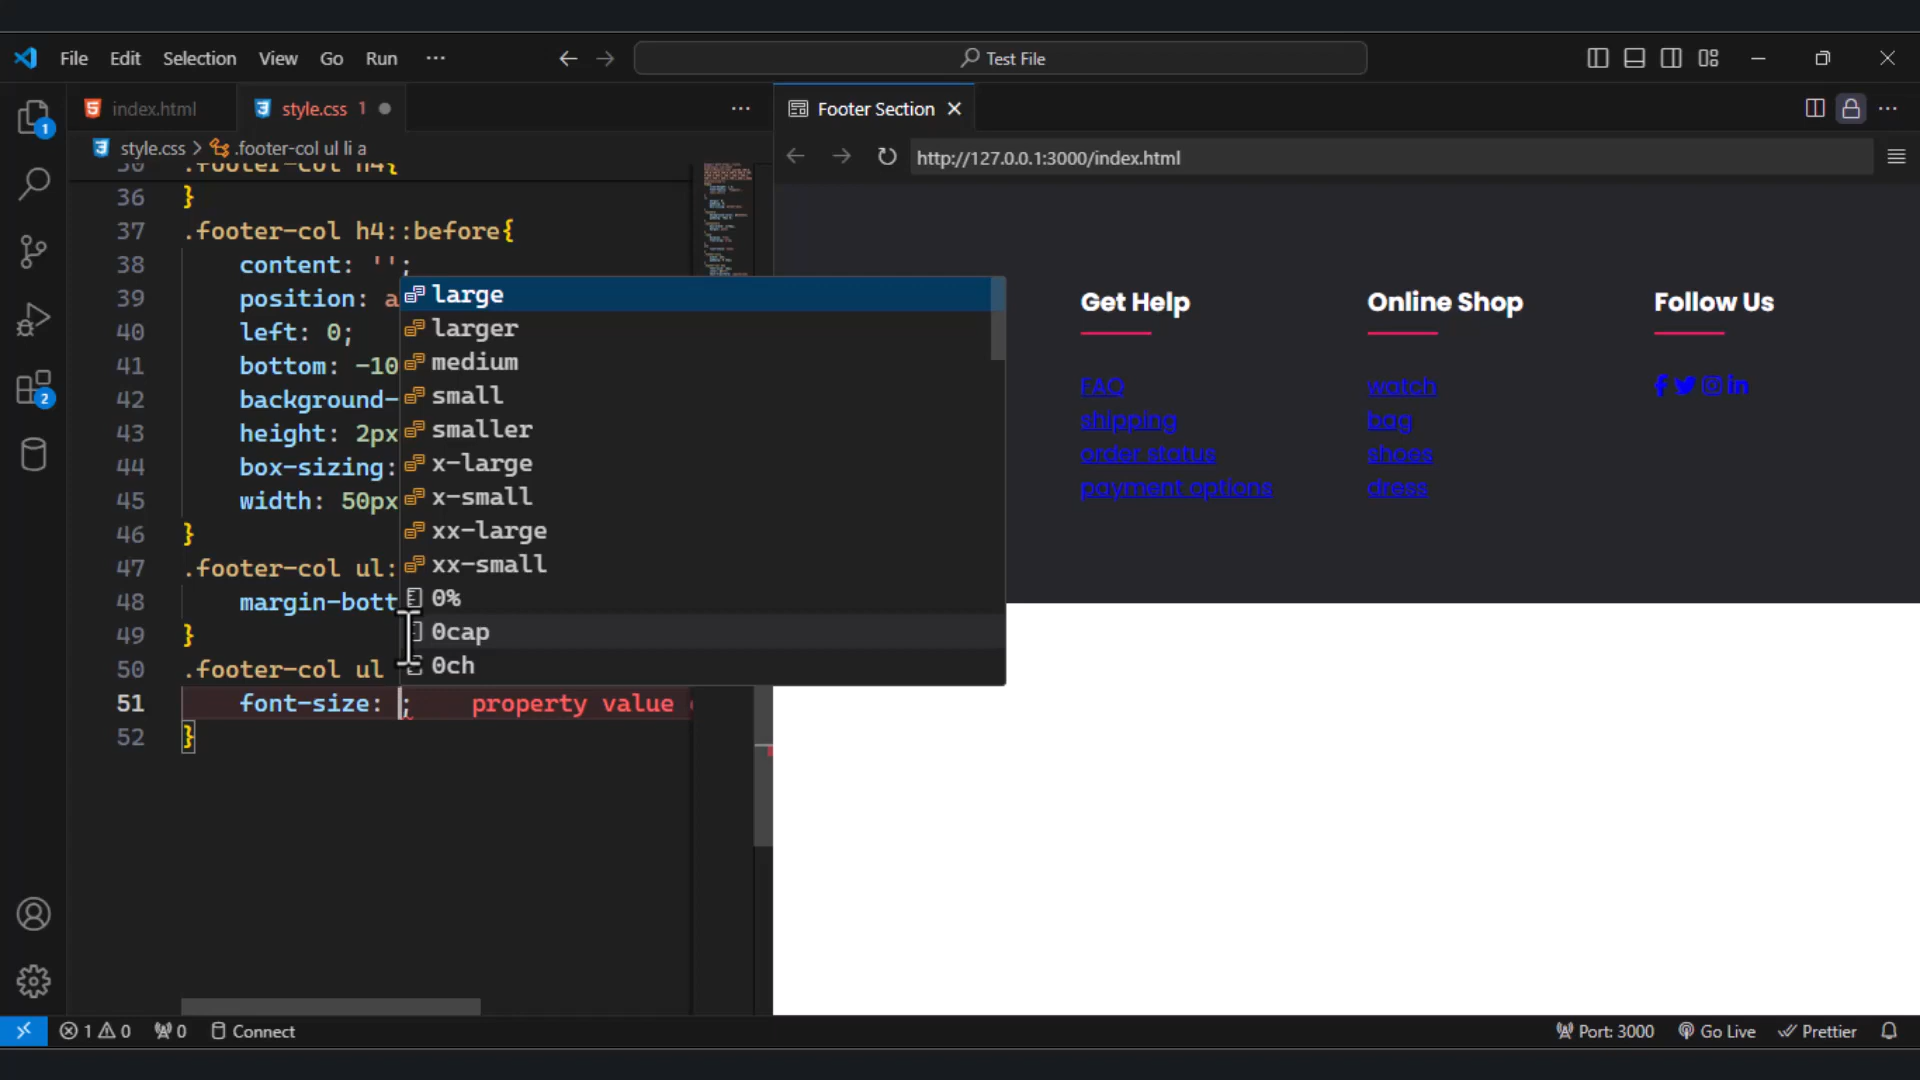 File Edit Selection View Go Run ··· Test File
index.html style.css 1 ··· Footer Section
style.css > .footer-col ul li a http://127.0.0.1:3000/index.html
30 .footer-col h4{
36 }
37 .footer-col h4::before{
38 content: '';
39 position: a
40 left: 0;
41 bottom: -10
42 background-
43 height: 2px
44 box-sizing:
45 width: 50px
46 }
47 .footer-col ul:
48 margin-bott
49 }
50 .footer-col ul
51 font-size: ; property value
52 }
large
larger
medium
small
smaller
x-large
x-small
xx-large
xx-small
0%
0cap
0ch
Get Help Online Shop Follow Us
FAQ watch
shipping bag
order status shoes
payment options dress
1
2
1 0 0 Connect Port: 3000 Go Live Prettier